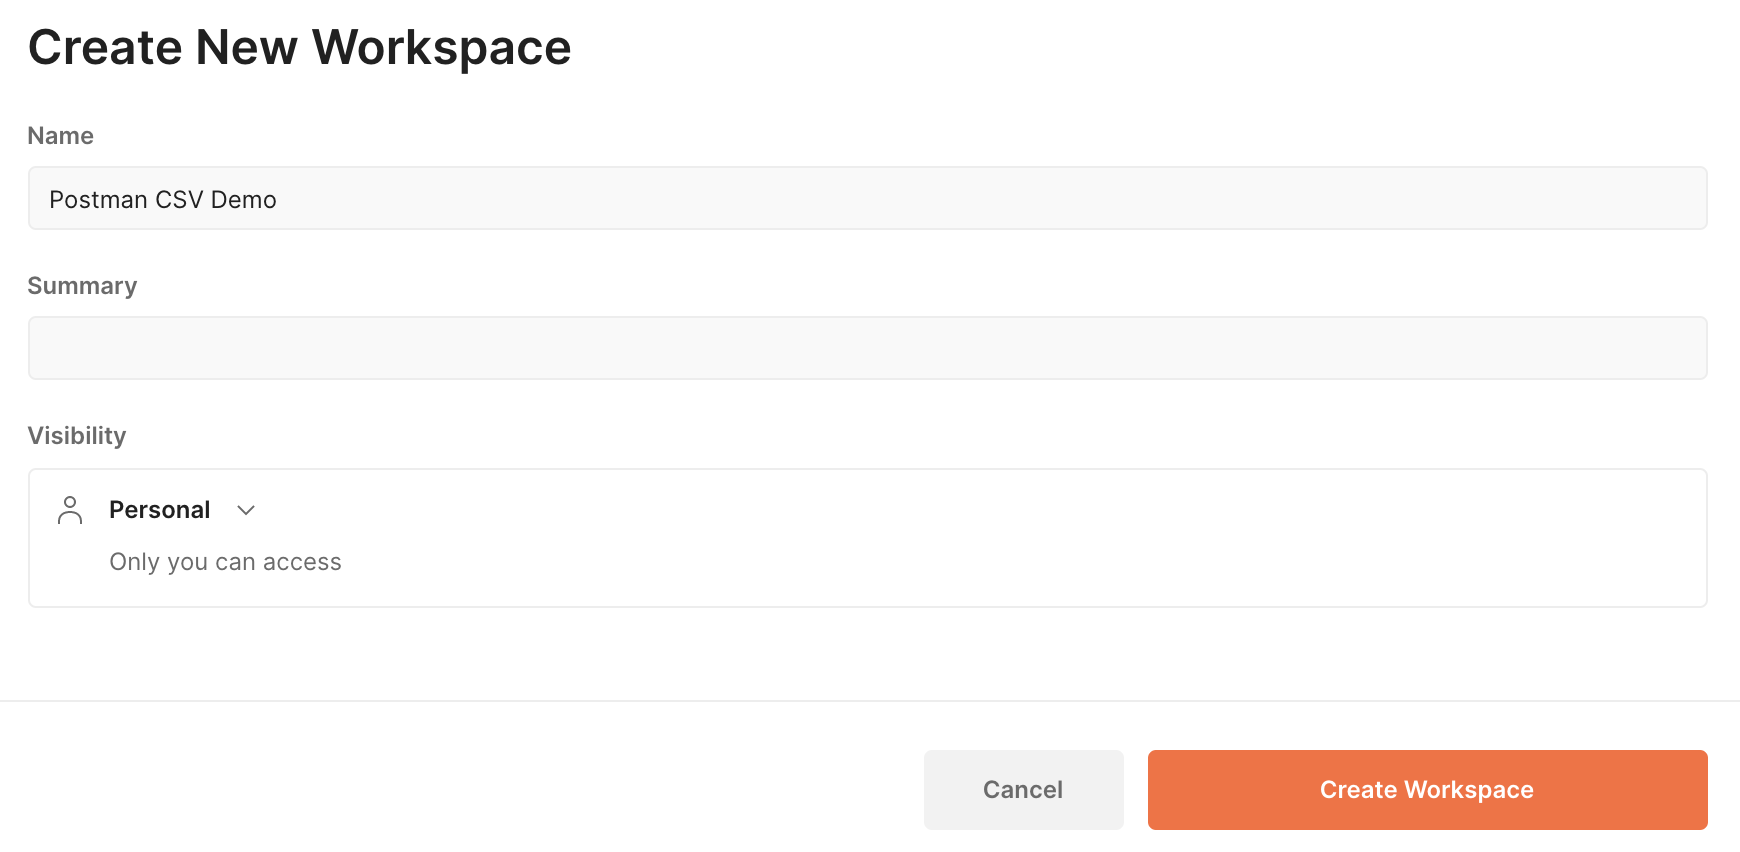 Create New Workspace
Name
Postman CSV Demo
Summary
Visibility
Personal
Only you can access
Cancel
Create Workspace